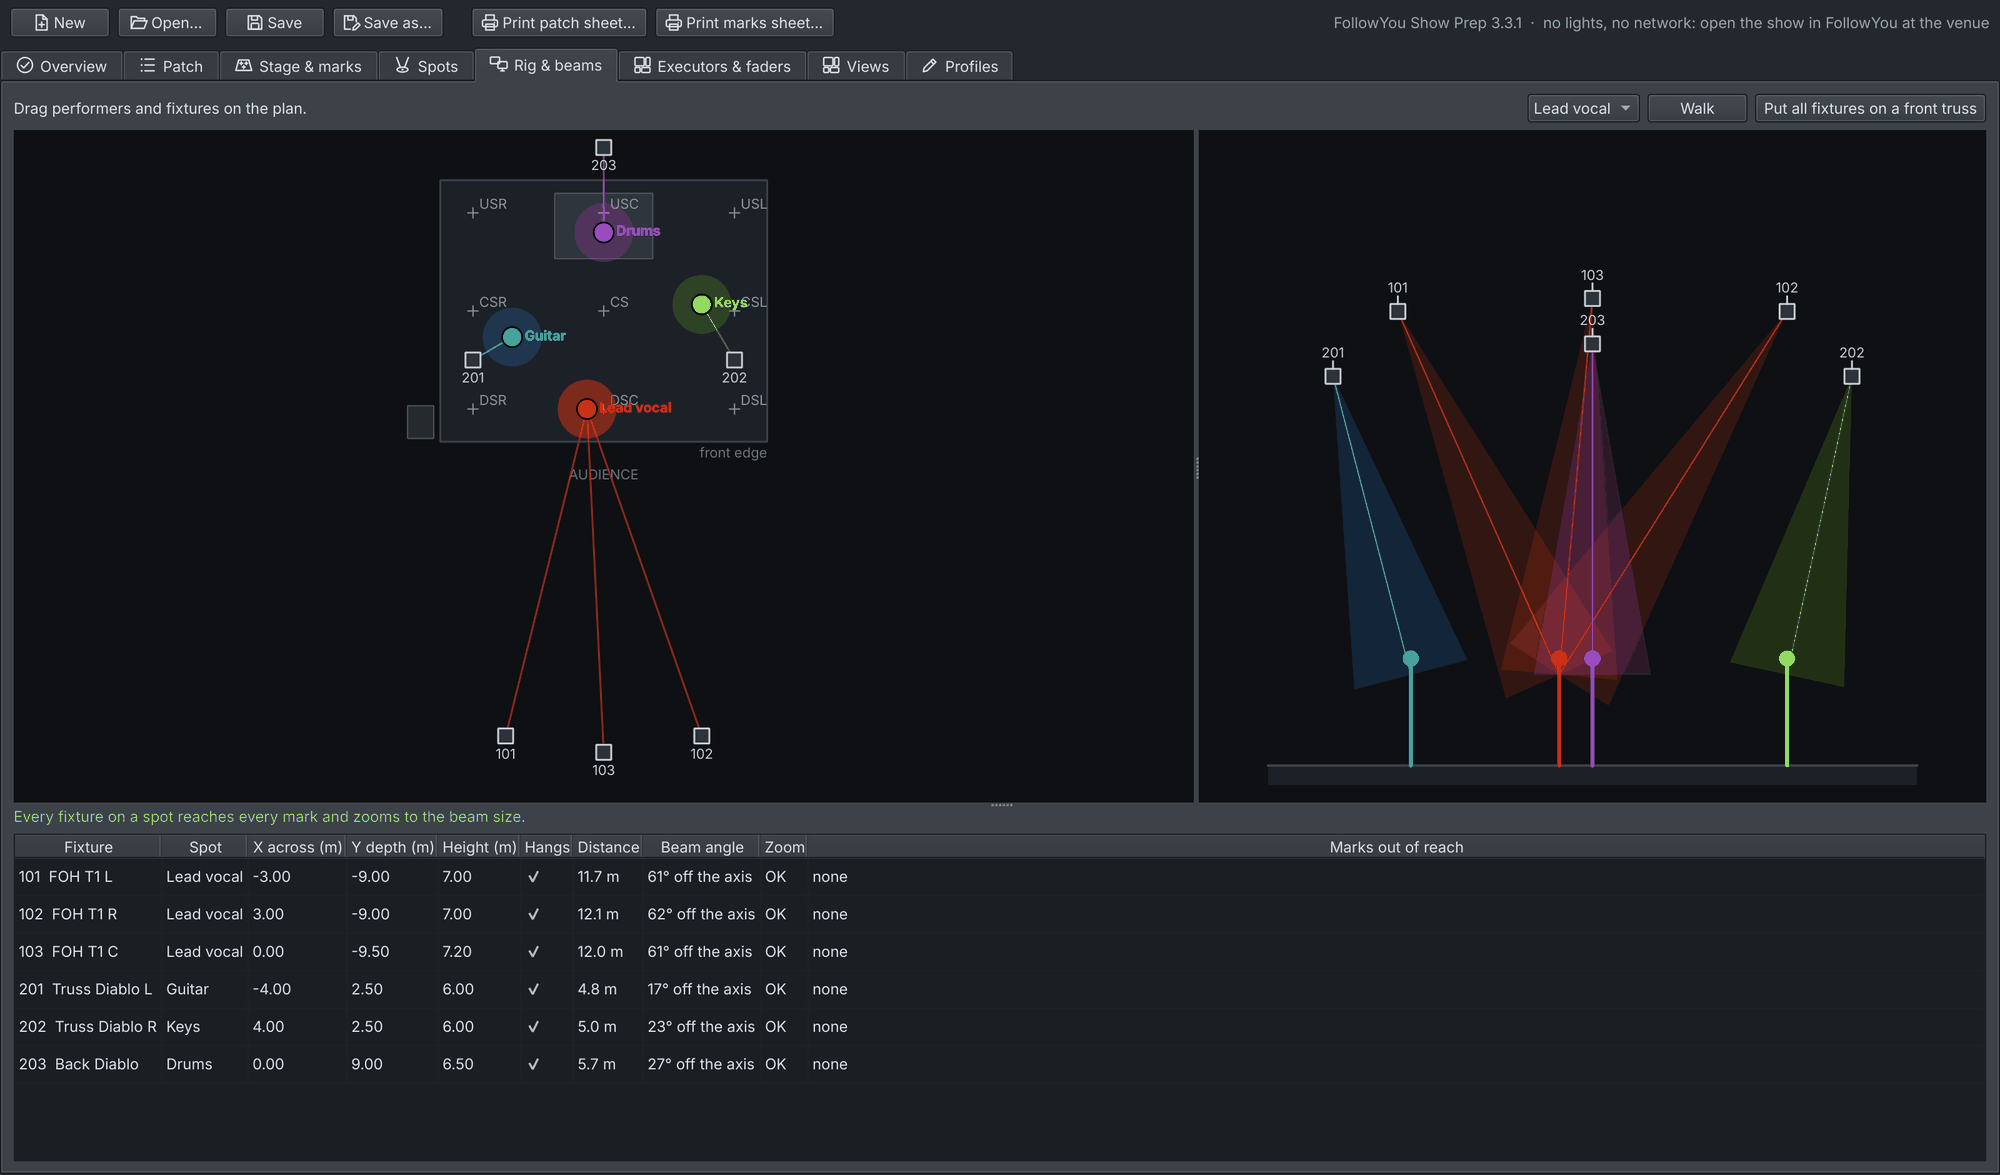 New Open... Save Save as... Print patch sheet... Print marks sheet... FollowYou Show Prep 3.3.1 · no lights, no network: open the show in FollowYou at the venue
Overview Patch Stage & marks Spots Rig & beams Executors & faders Views Profiles
Drag performers and fixtures on the plan. Lead vocal Walk Put all fixtures on a front truss
203
USR USC USL
Drums
CSR CS Keys CSL
Guitar
201 202
DSR DSC DSL
Lead vocal
front edge
AUDIENCE
101 103 102
103
101 102
203
201 202
Every fixture on a spot reaches every mark and zooms to the beam size.
Fixture Spot X across (m) Y depth (m) Height (m) Hangs Distance Beam angle Zoom Marks out of reach
101 FOH T1 L Lead vocal -3.00 -9.00 7.00 ✓ 11.7 m 61° off the axis OK none
102 FOH T1 R Lead vocal 3.00 -9.00 7.00 ✓ 12.1 m 62° off the axis OK none
103 FOH T1 C Lead vocal 0.00 -9.50 7.20 ✓ 12.0 m 61° off the axis OK none
201 Truss Diablo L Guitar -4.00 2.50 6.00 ✓ 4.8 m 17° off the axis OK none
202 Truss Diablo R Keys 4.00 2.50 6.00 ✓ 5.0 m 23° off the axis OK none
203 Back Diablo Drums 0.00 9.00 6.50 ✓ 5.7 m 27° off the axis OK none